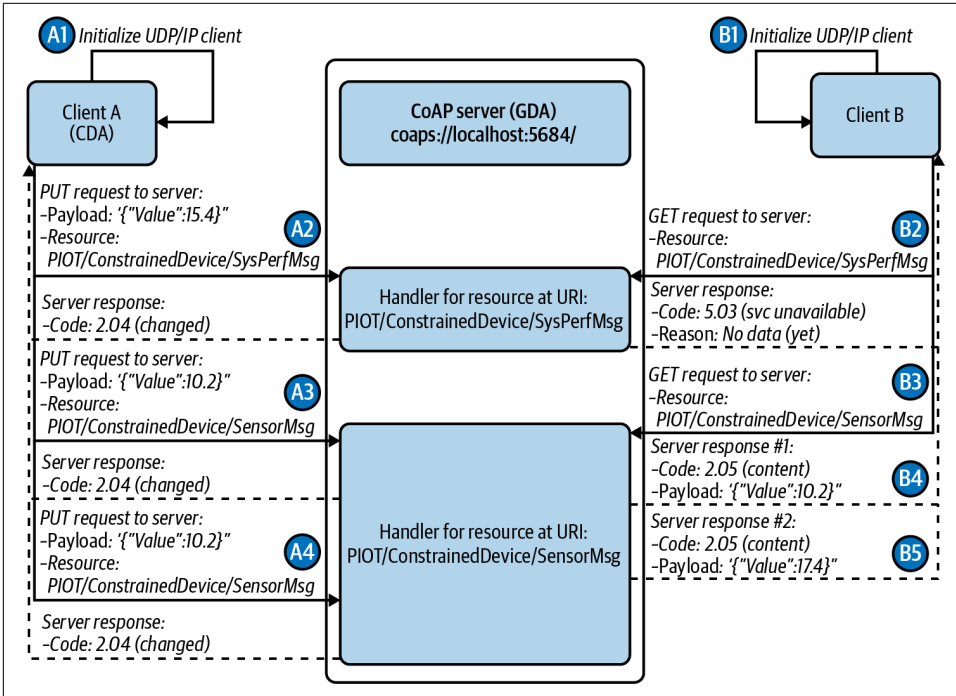 A1 Initialize UDP/IP client
Client A
(CDA)
PUT request to server:
–Payload: ‘{"Value":15.4}"
–Resource:
PIOT/ConstrainedDevice/SysPerfMsg
A2
Server response:
–Code: 2.04 (changed)
PUT request to server:
–Payload: ‘{"Value":10.2}"
–Resource:
PIOT/ConstrainedDevice/SensorMsg
A3
Server response:
–Code: 2.04 (changed)
PUT request to server:
–Payload: ‘{"Value":10.2}"
–Resource:
PIOT/ConstrainedDevice/SensorMsg
A4
Server response:
–Code: 2.04 (changed)
CoAP server (GDA)
coaps://localhost:5684/
Handler for resource at URI:
PIOT/ConstrainedDevice/SysPerfMsg
Handler for resource at URI:
PIOT/ConstrainedDevice/SensorMsg
B1 Initialize UDP/IP client
Client B
GET request to server:
–Resource:
PIOT/ConstrainedDevice/SysPerfMsg
B2
Server response:
–Code: 5.03 (svc unavailable)
–Reason: No data (yet)
GET request to server:
–Resource:
PIOT/ConstrainedDevice/SensorMsg
B3
Server response #1:
–Code: 2.05 (content)
–Payload: ‘{"Value":10.2}"
B4
Server response #2:
–Code: 2.05 (content)
–Payload: ‘{"Value":17.4}"
B5